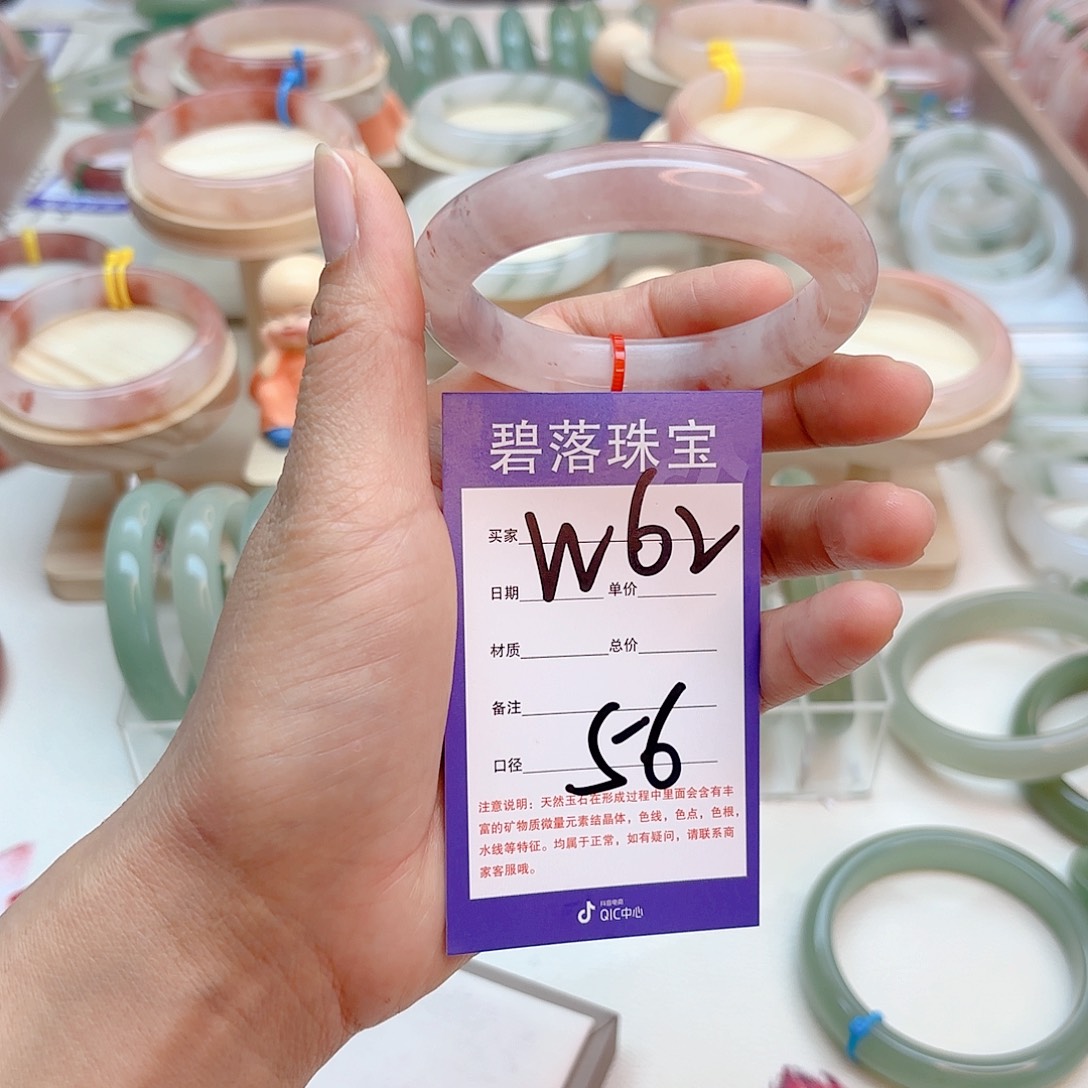 碧落珠宝
买家 W62
日期 单价
材质 总价
备注
口径 56
注意说明：天然玉石在形成过程中里面会含有丰
富的矿物质微量元素结晶体，色线，色点，色根，
水线等特征。均属于正常，如有疑问，请联系商
家客服哦。
抖音电商
QIC中心